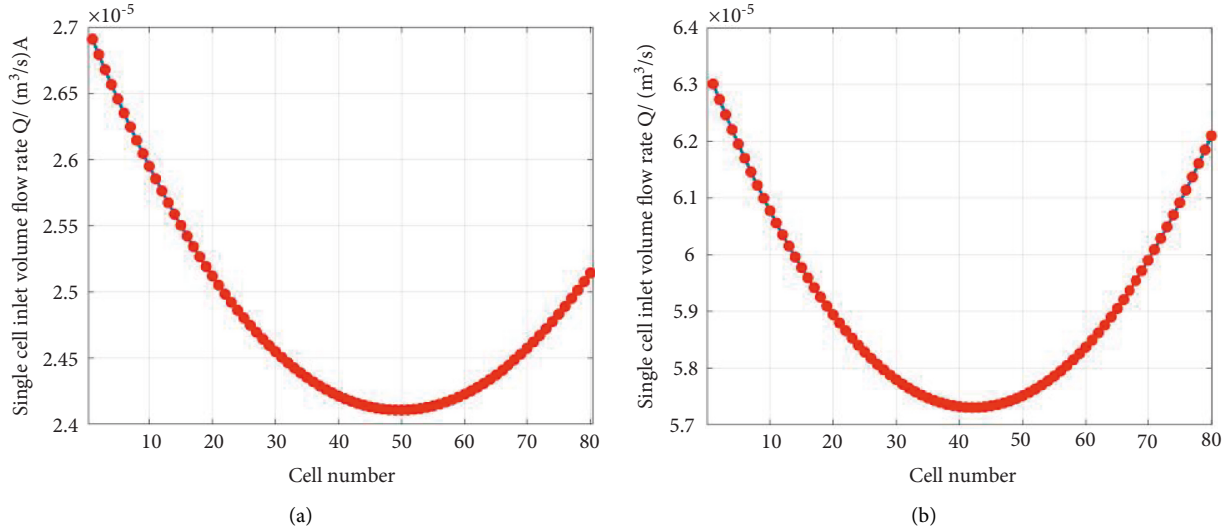 ×10⁻⁵
2.7
2.65
2.6
2.55
2.5
2.45
2.4
10 20 30 40 50 60 70 80
Single cell inlet volume flow rate Q/ (m³/s)A
Cell number
(a)
×10⁻⁵
6.4
6.3
6.2
6.1
6
5.9
5.8
5.7
10 20 30 40 50 60 70 80
Single cell inlet volume flow rate Q/ (m³/s)
Cell number
(b)